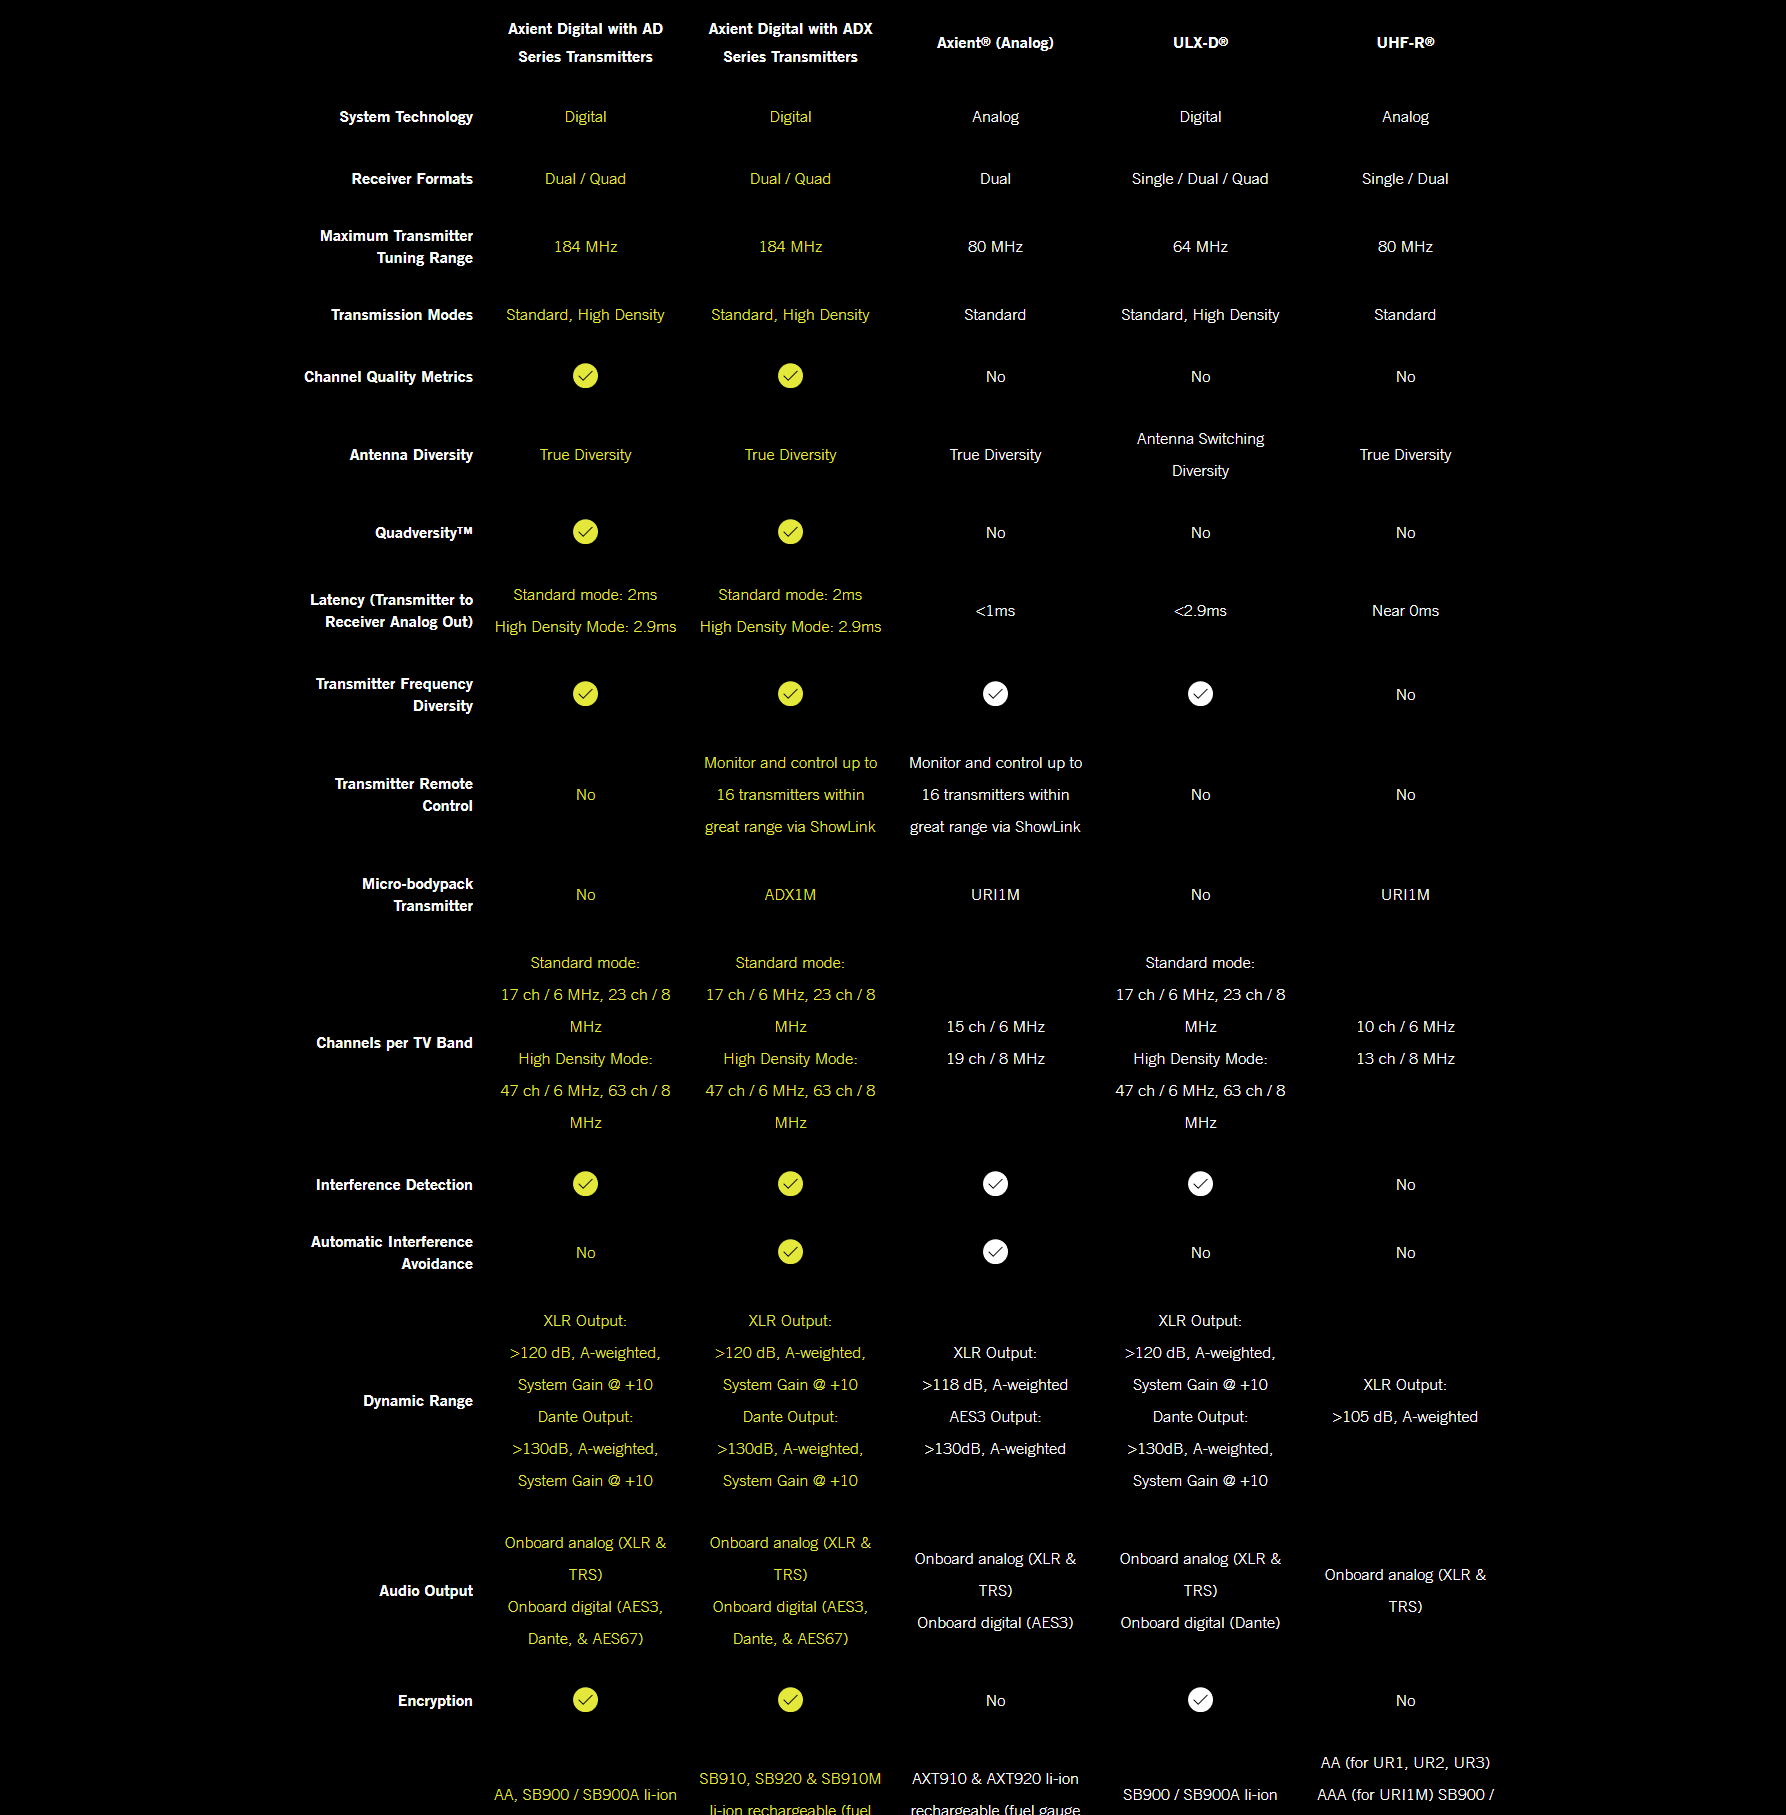 Axient Digital with AD
Series Transmitters
Axient Digital with ADX
Series Transmitters
Axient® (Analog)
ULX-D®
UHF-R®
System Technology
Digital
Digital
Analog
Digital
Analog
Receiver Formats
Dual / Quad
Dual / Quad
Dual
Single / Dual / Quad
Single / Dual
Maximum Transmitter
Tuning Range
184 MHz
184 MHz
80 MHz
64 MHz
80 MHz
Transmission Modes
Standard, High Density
Standard, High Density
Standard
Standard, High Density
Standard
Channel Quality Metrics
No
No
No
Antenna Diversity
True Diversity
True Diversity
True Diversity
Antenna Switching
Diversity
True Diversity
Quadversity™
No
No
No
Latency (Transmitter to
Receiver Analog Out)
Standard mode: 2ms
High Density Mode: 2.9ms
Standard mode: 2ms
High Density Mode: 2.9ms
<1ms
<2.9ms
Near 0ms
Transmitter Frequency
Diversity
No
Transmitter Remote
Control
No
Monitor and control up to
16 transmitters within
great range via ShowLink
Monitor and control up to
16 transmitters within
great range via ShowLink
No
No
Micro-bodypack
Transmitter
No
ADX1M
URI1M
No
URI1M
Channels per TV Band
Standard mode:
17 ch / 6 MHz, 23 ch / 8
MHz
High Density Mode:
47 ch / 6 MHz, 63 ch / 8
MHz
Standard mode:
17 ch / 6 MHz, 23 ch / 8
MHz
High Density Mode:
47 ch / 6 MHz, 63 ch / 8
MHz
15 ch / 6 MHz
19 ch / 8 MHz
Standard mode:
17 ch / 6 MHz, 23 ch / 8
MHz
High Density Mode:
47 ch / 6 MHz, 63 ch / 8
MHz
10 ch / 6 MHz
13 ch / 8 MHz
Interference Detection
No
Automatic Interference
Avoidance
No
No
No
Dynamic Range
XLR Output:
>120 dB, A-weighted,
System Gain @ +10
Dante Output:
>130dB, A-weighted,
System Gain @ +10
XLR Output:
>120 dB, A-weighted,
System Gain @ +10
Dante Output:
>130dB, A-weighted,
System Gain @ +10
XLR Output:
>118 dB, A-weighted
AES3 Output:
>130dB, A-weighted
XLR Output:
>120 dB, A-weighted,
System Gain @ +10
Dante Output:
>130dB, A-weighted,
System Gain @ +10
XLR Output:
>105 dB, A-weighted
Audio Output
Onboard analog (XLR &
TRS)
Onboard digital (AES3,
Dante, & AES67)
Onboard analog (XLR &
TRS)
Onboard digital (AES3,
Dante, & AES67)
Onboard analog (XLR &
TRS)
Onboard digital (AES3)
Onboard analog (XLR &
TRS)
Onboard digital (Dante)
Onboard analog (XLR &
TRS)
Encryption
No
No
AA, SB900 / SB900A li-ion
SB910, SB920 & SB910M
li-ion rechargeable (fuel
AXT910 & AXT920 li-ion
rechargeable (fuel gauge
SB900 / SB900A li-ion
AA (for UR1, UR2, UR3)
AAA (for URI1M) SB900 /